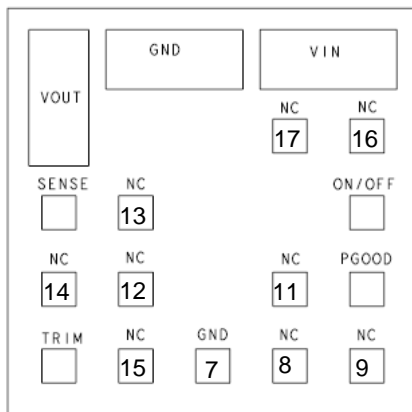 GND VIN
VOUT
NC NC
17 16
SENSE NC ON/OFF
13
NC NC NC PGOOD
14 12 11
TRIM NC GND NC NC
15 7 8 9